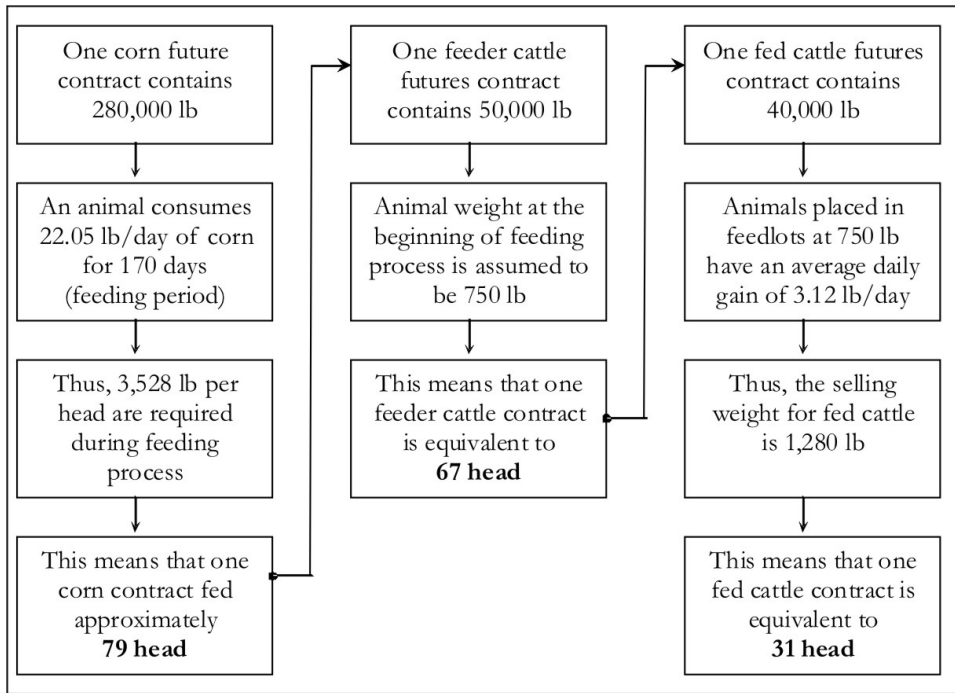 One corn future
contract contains
280,000 lb
An animal consumes
22.05 lb/day of corn
for 170 days
(feeding period)
Thus, 3,528 lb per
head are required
during feeding
process
This means that one
corn contract fed
approximately
79 head
One feeder cattle
futures contract
contains 50,000 lb
Animal weight at the
beginning of feeding
process is assumed to
be 750 lb
This means that one
feeder cattle contract
is equivalent to
67 head
One fed cattle futures
contract contains
40,000 lb
Animals placed in
feedlots at 750 lb
have an average daily
gain of 3.12 lb/day
Thus, the selling
weight for fed cattle
is 1,280 lb
This means that one
fed cattle contract is
equivalent to
31 head